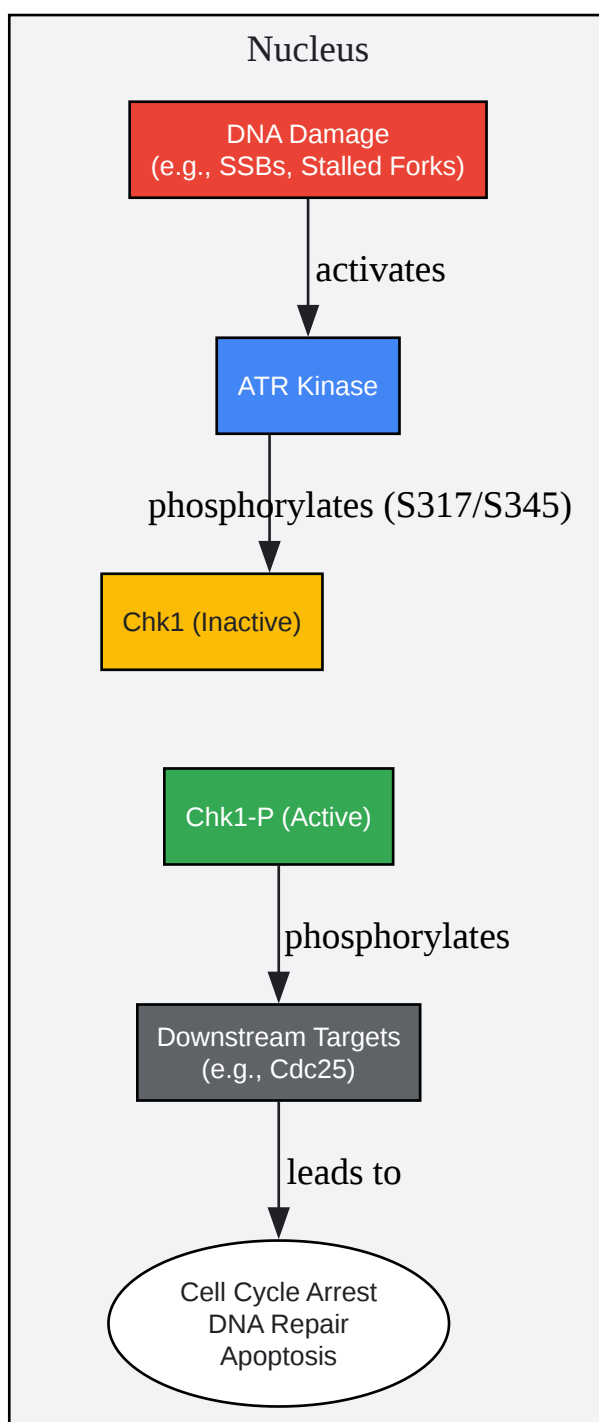 Nucleus
DNA Damage
(e.g., SSBs, Stalled Forks)
activates
ATR Kinase
phosphorylates (S317/S345)
Chk1 (Inactive)
Chk1-P (Active)
phosphorylates
Downstream Targets
(e.g., Cdc25)
leads to
Cell Cycle Arrest
DNA Repair
Apoptosis